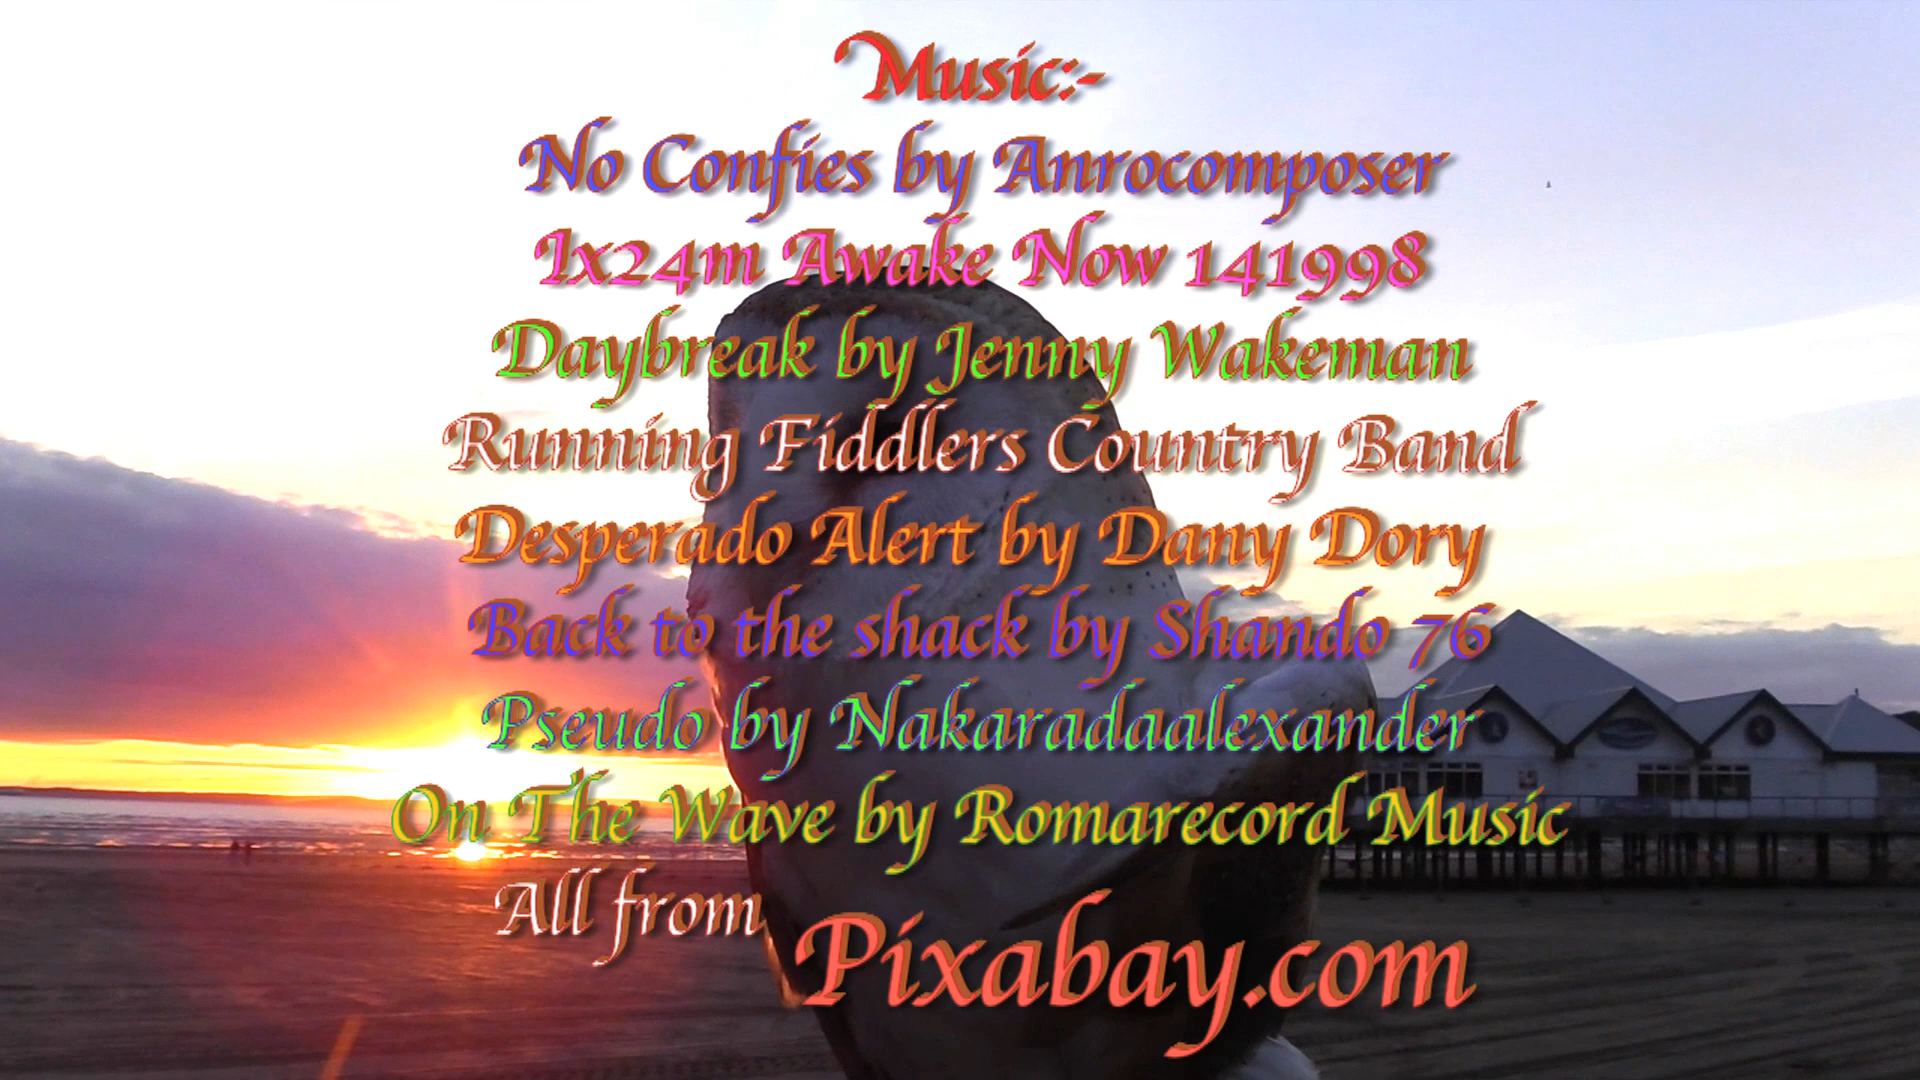 Music:-
No Confies by Anrocomposer
Ix24m Awake Now 141998
Daybreak by Jenny Wakeman
Running Fiddlers Country Band
Desperado Alert by Dany Dory
Back to the shack by Shando 76
Pseudo by Nakaradaalexander
On The Wave by Romarecord Music
All from Pixabay.com